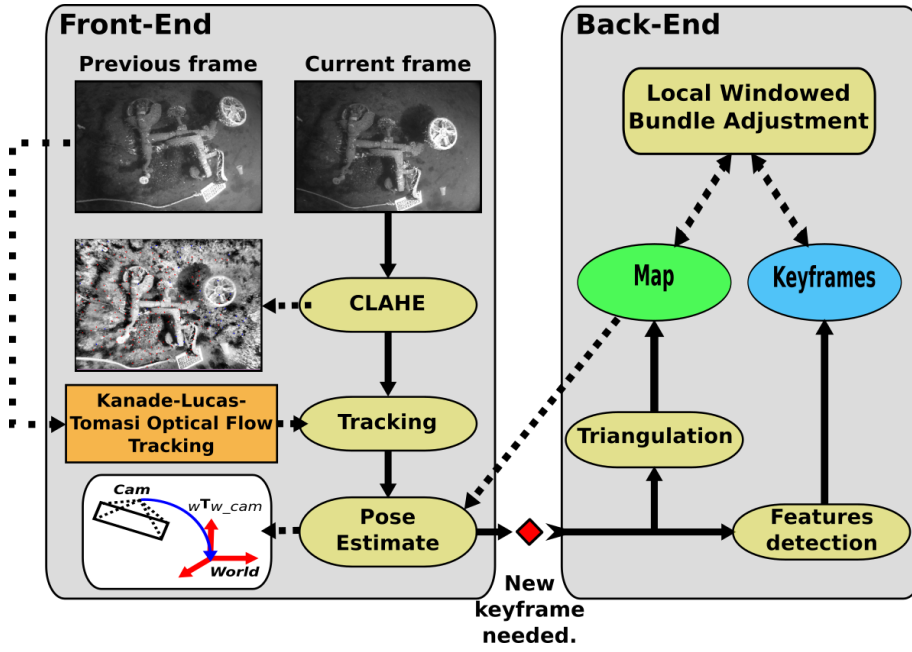 Front-End
Previous frame
Current frame
CLAHE
Kanade-Lucas-
Tomasi Optical Flow
Tracking
Tracking
Cam
wTw_cam
World
Pose
Estimate
New
keyframe
needed.
Back-End
Local Windowed
Bundle Adjustment
Map
Keyframes
Triangulation
Features
detection